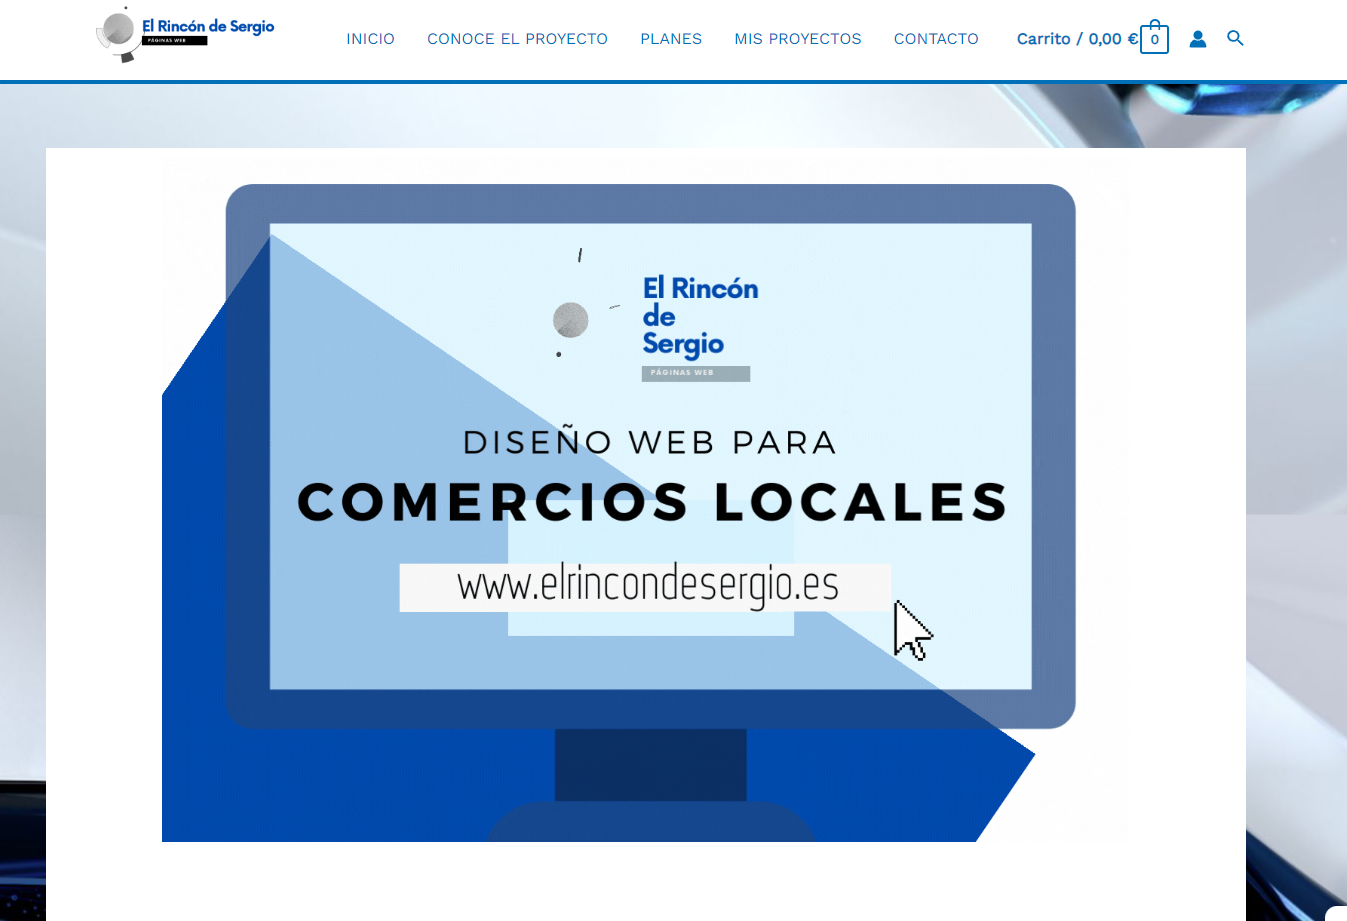 El Rincón de Sergio
PÁGINAS WEB
INICIO
CONOCE EL PROYECTO
PLANES
MIS PROYECTOS
CONTACTO
Carrito / 0,00 €
0
El Rincón
de
Sergio
PÁGINAS WEB
DISEÑO WEB PARA
COMERCIOS LOCALES
www.elrincondesergio.es